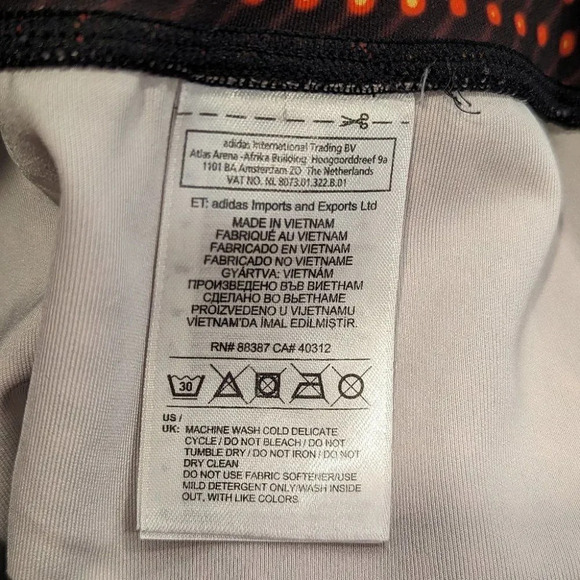 adidas International Trading BV
Atlas Arena -Afrika Building, Hoogoorddreef 9a
1101 BA Amsterdam ZO The Netherlands
VAT NO. NL 8073.01.322.B.01
ET: adidas Imports and Exports Ltd
MADE IN VIETNAM
FABRIQUÉ AU VIETNAM
FABRICADO EN VIETNAM
FABRICADO NO VIETNAME
GYÁRTVA: VIETNÁM
ПРОИЗВЕДЕНО ВЪВ ВИЕТНАМ
СДЕЛАНО ВО ВЬЕТНАМЕ
PROIZVEDENO U VIJETNAMU
VİETNAM'DA İMAL EDİLMİŞTİR.
RN# 88387 CA# 40312
30
US /
UK: MACHINE WASH COLD DELICATE
CYCLE / DO NOT BLEACH / DO NOT
TUMBLE DRY / DO NOT IRON / DO NOT
DRY CLEAN
DO NOT USE FABRIC SOFTENER/USE
MILD DETERGENT ONLY/WASH INSIDE
OUT, WITH LIKE COLORS